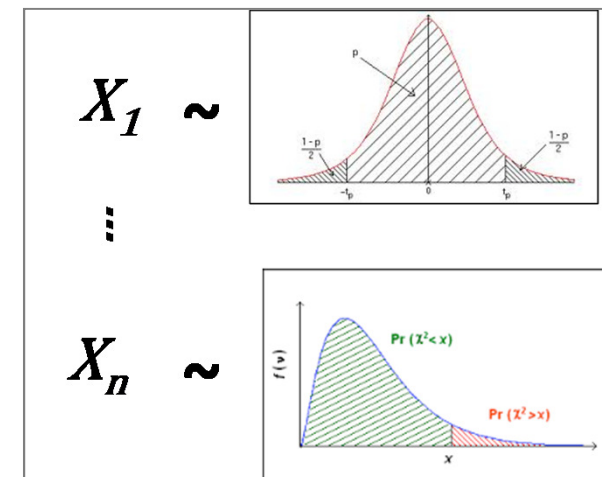 X₁ ~
p
1-p
2
1-p
2
-tₚ 0 tₚ
⋮
Xₙ ~
f(ν)
Pr (χ²<x)
Pr (χ²>x)
x